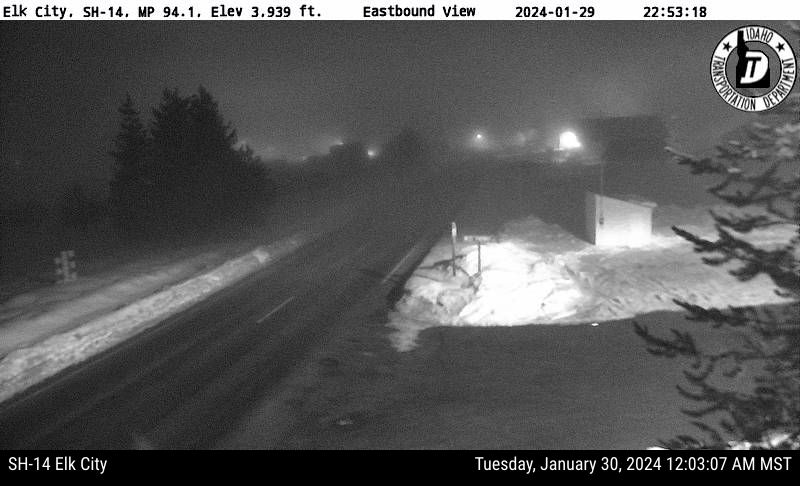 Elk City, SH-14, MP 94.1, Elev 3,939 ft. Eastbound View 2024-01-29 22:53:18
IDAHO
TRANSPORTATION DEPARTMENT
SH-14 Elk City Tuesday, January 30, 2024 12:03:07 AM MST